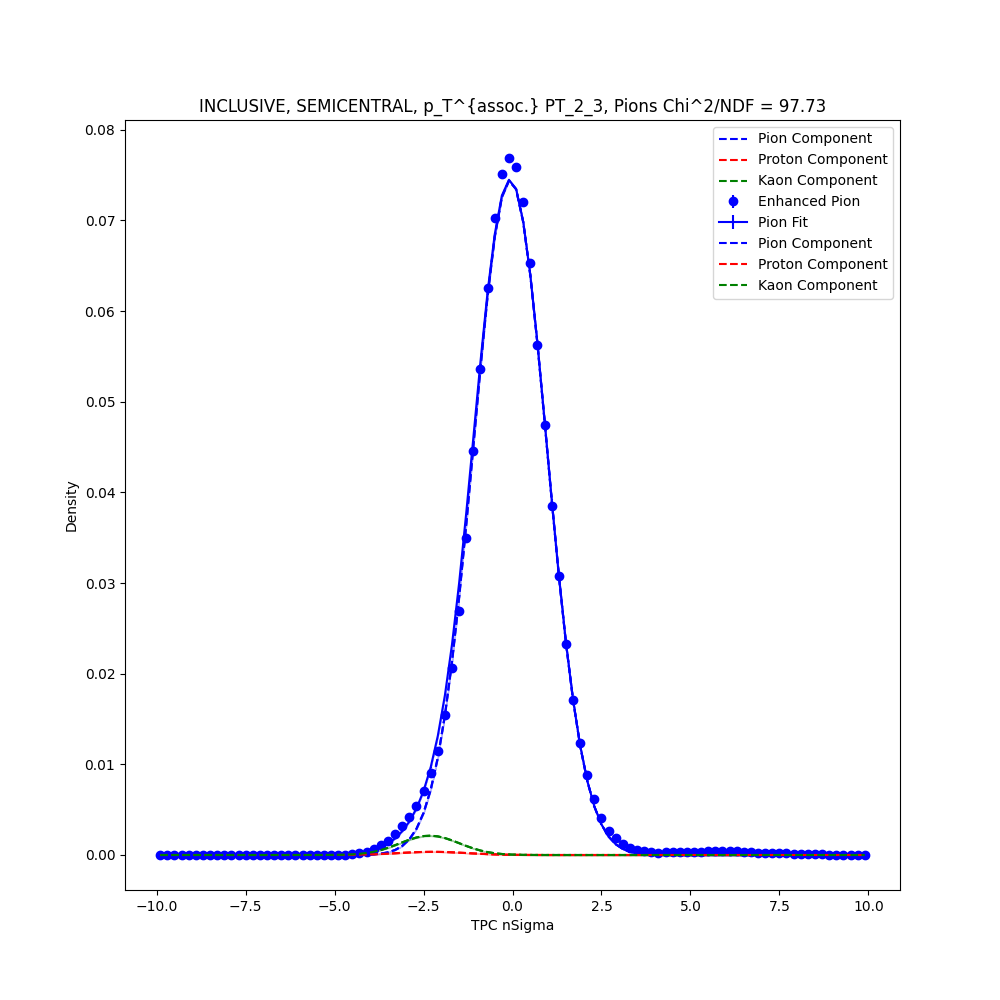 INCLUSIVE, SEMICENTRAL, p_T^{assoc.} PT_2_3, Pions Chi^2/NDF = 97.73
Pion Component
Proton Component
Kaon Component
Enhanced Pion
Pion Fit
Pion Component
Proton Component
Kaon Component
0.08
0.07
0.06
0.05
0.04
0.03
0.02
0.01
0.00
Density
−10.0 −7.5 −5.0 −2.5 0.0 2.5 5.0 7.5 10.0
TPC nSigma